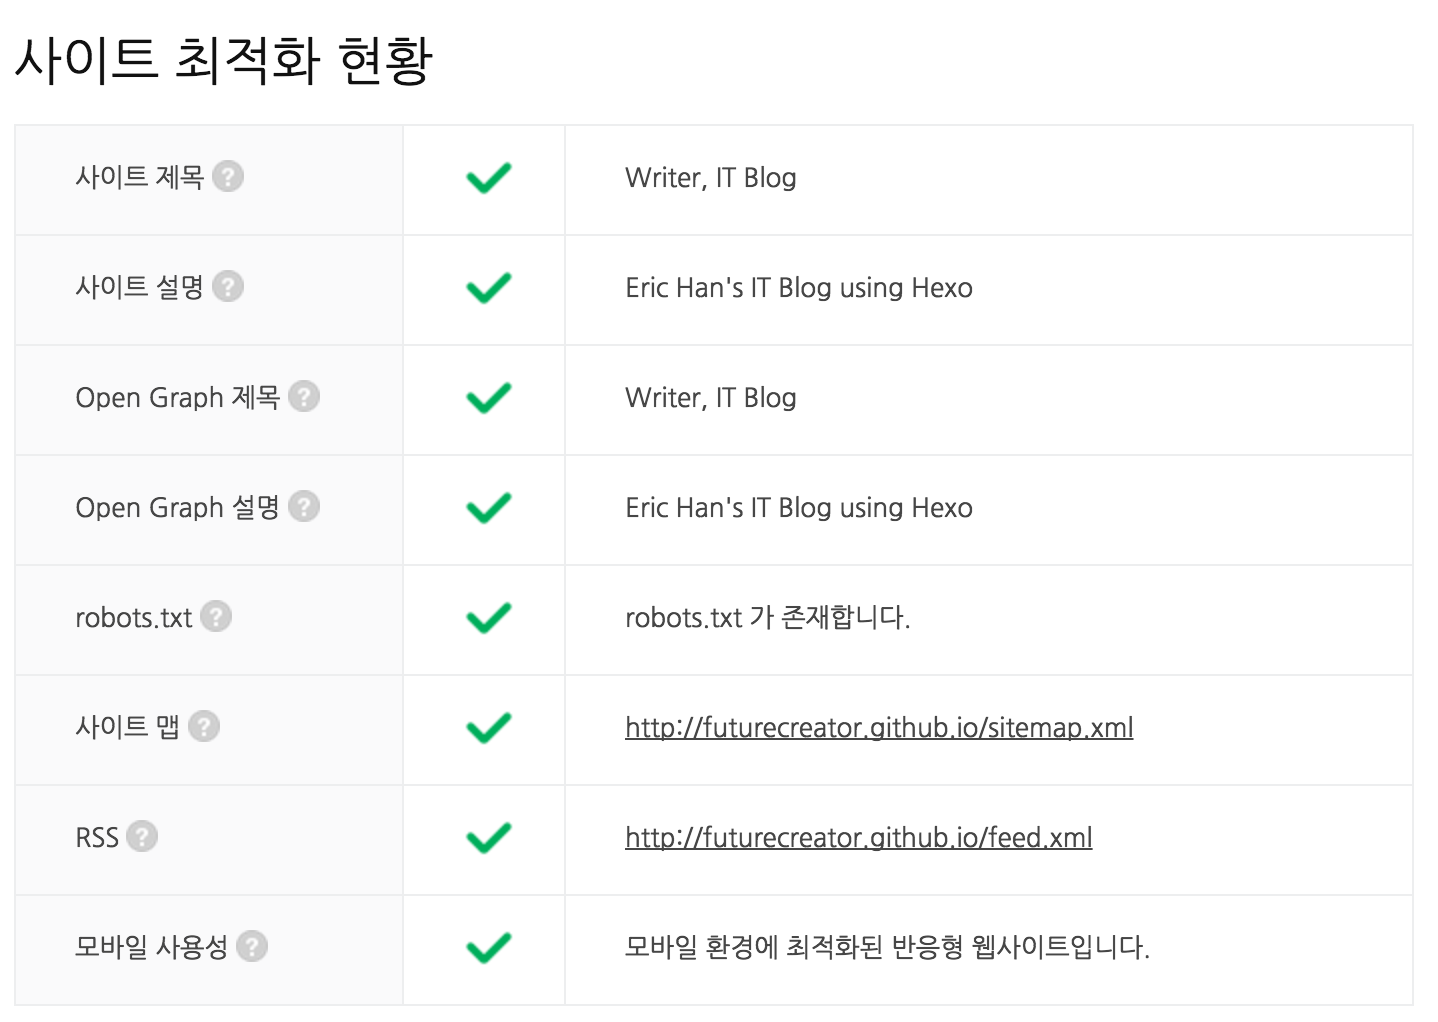 사이트 최적화 현황
사이트 제목 ? Writer, IT Blog
사이트 설명 ? Eric Han's IT Blog using Hexo
Open Graph 제목 ? Writer, IT Blog
Open Graph 설명 ? Eric Han's IT Blog using Hexo
robots.txt ? robots.txt 가 존재합니다.
사이트 맵 ? http://futurecreator.github.io/sitemap.xml
RSS ? http://futurecreator.github.io/feed.xml
모바일 사용성 ? 모바일 환경에 최적화된 반응형 웹사이트입니다.